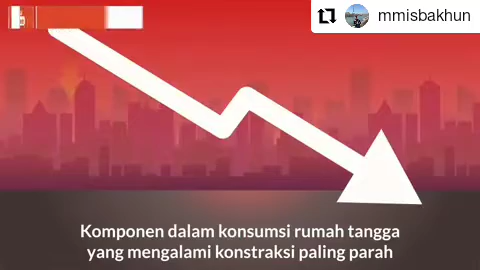 mmisbakhun
Komponen dalam konsumsi rumah tangga
yang mengalami konstraksi paling parah